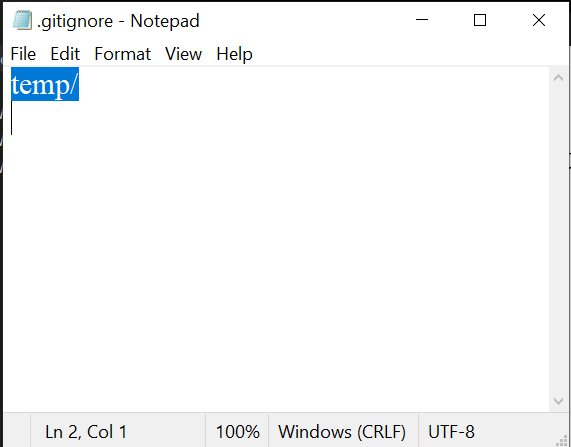 .gitignore - Notepad
File Edit Format View Help
temp/
Ln 2, Col 1 100% Windows (CRLF) UTF-8